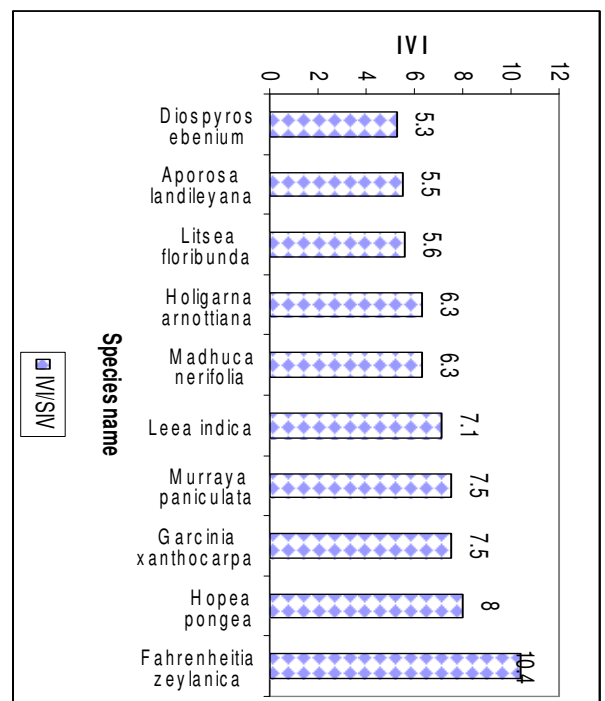 IVI
0
2
4
6
8
10
12
Diospyros
ebenium
5.3
Aporosa
landileyana
5.5
Litsea
floribunda
5.6
Holigarna
arnottiana
6.3
Madhuca
nerifolia
6.3
Leea indica
7.1
Murraya
paniculata
7.5
Garcinia
xanthocarpa
7.5
Hopea
pongea
8
Fahrenheitia
zeylanica
10.4
Species name
IVI/SIV